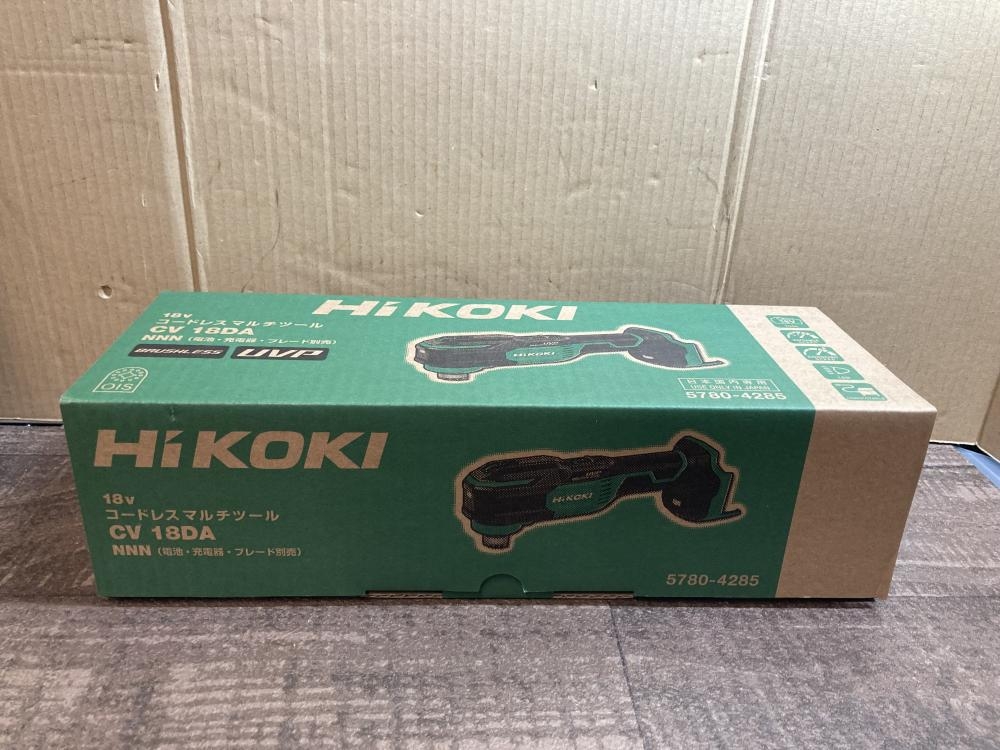 HiKOKI
18V
コードレスマルチツール
CV 18DA
NNN（電池・充電器・ブレード別売）
BRUSHLESS UVP
OIS
HiKOKI
日本国内専用
USE ONLY IN JAPAN
5780-4285
HiKOKI
18V
コードレスマルチツール
CV 18DA
NNN（電池・充電器・ブレード別売）
HiKOKI
5780-4285